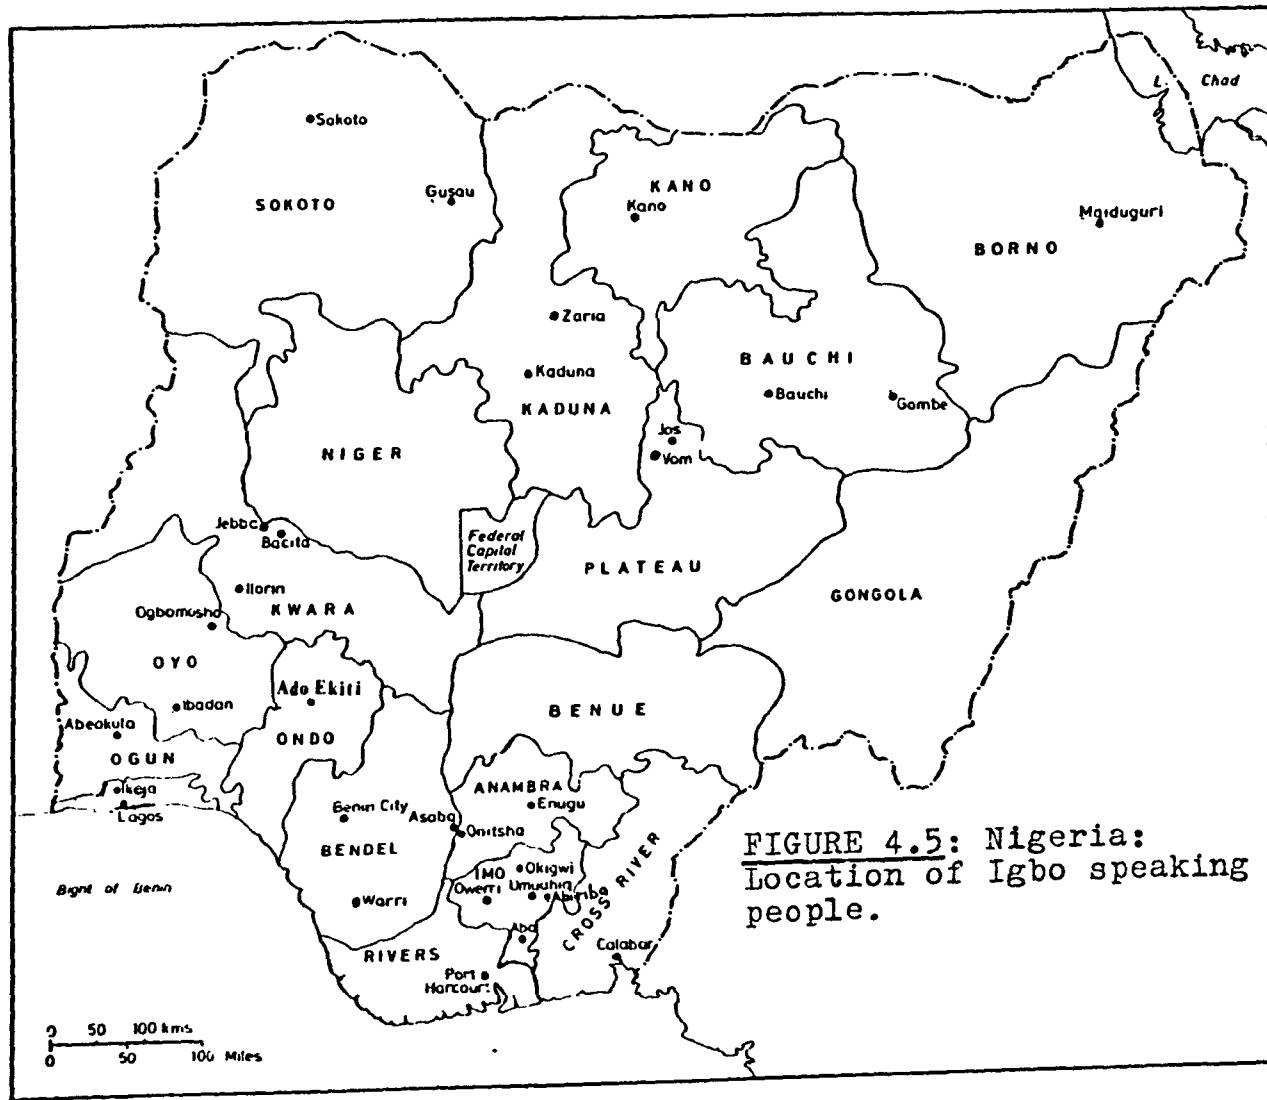 L. Chad
Sokoto
Gusau
SOKOTO
KANO
Kano
Maiduguri
BORNO
Zaria
BAUCHI
Kaduna
Bauchi
Gombe
KADUNA
Jos
Vom
NIGER
Jebba
Bacita
Federal
Capital
Territory
PLATEAU
Ilorin
KWARA
GONGOLA
Ogbomosho
OYO
Ado Ekiti
Ibadan
BENUE
Abeokuta
ONDO
OGUN
ANAMBRA
Ikeja
Enugu
Lagos
Benin City
Asaba
Onitsha
BENDEL
IMO
Okigwi
Owerri
Umuahia
Abiriba
CROSS RIVER
Bight of Benin
Warri
Aba
RIVERS
Calabar
Port
Harcourt
FIGURE 4.5: Nigeria:
Location of Igbo speaking
people.
0 50 100 kms
0 50 100 Miles